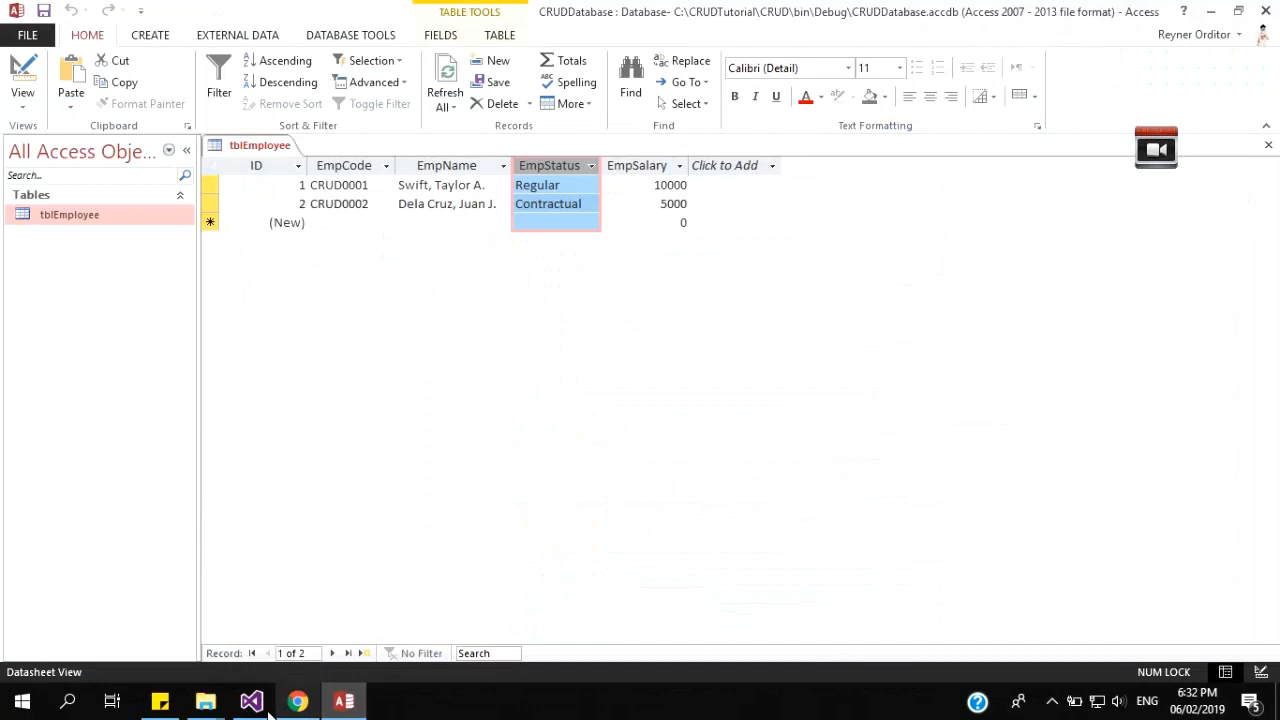 TABLE TOOLS
CRUDDatabase : Database- C:\CRUDTutorial\CRUD\bin\Debug\CRUDDatabase.accdb (Access 2007 - 2013 file format) - Access
?
FILE HOME CREATE EXTERNAL DATA DATABASE TOOLS FIELDS TABLE
Reyner Orditor
View
Views
Paste
Cut
Copy
Format Painter
Clipboard
Filter
Ascending
Descending
Remove Sort
Selection
Advanced
Toggle Filter
Sort & Filter
Refresh
All
New
Save
Delete
Totals
Spelling
More
Records
Find
Replace
Go To
Select
Find
Calibri (Detail) 11
B I U A
Text Formatting
All Access Obje...
Search...
Tables
tblEmployee
tblEmployee
ID EmpCode EmpName EmpStatus EmpSalary Click to Add
1 CRUD0001 Swift, Taylor A. Regular 10000
2 CRUD0002 Dela Cruz, Juan J. Contractual 5000
* (New) 0
Record: 1 of 2 No Filter Search
Datasheet View
NUM LOCK
ENG
6:32 PM
06/02/2019
5